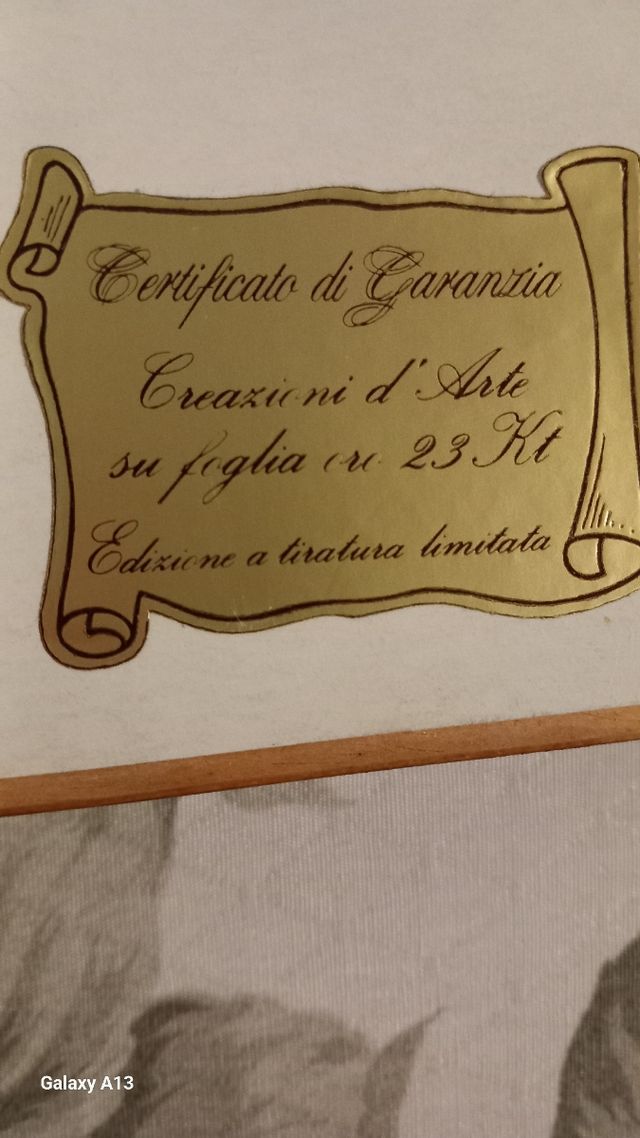 Certificato di Garanzia
Creazioni d'Arte
su foglia oro 23 Kt
Edizione a tiratura limitata
Galaxy A13